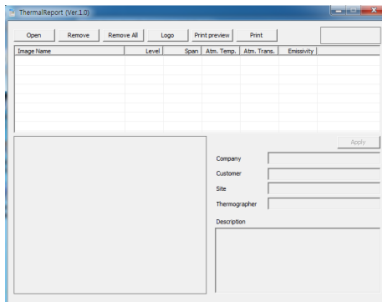 ThermalReport (Ver.1.0)
Open Remove Remove All Logo Print preview Print
Image Name Level Span Atm. Temp. Atm. Trans. Emissivity
Apply
Company
Customer
Site
Thermographer
Description